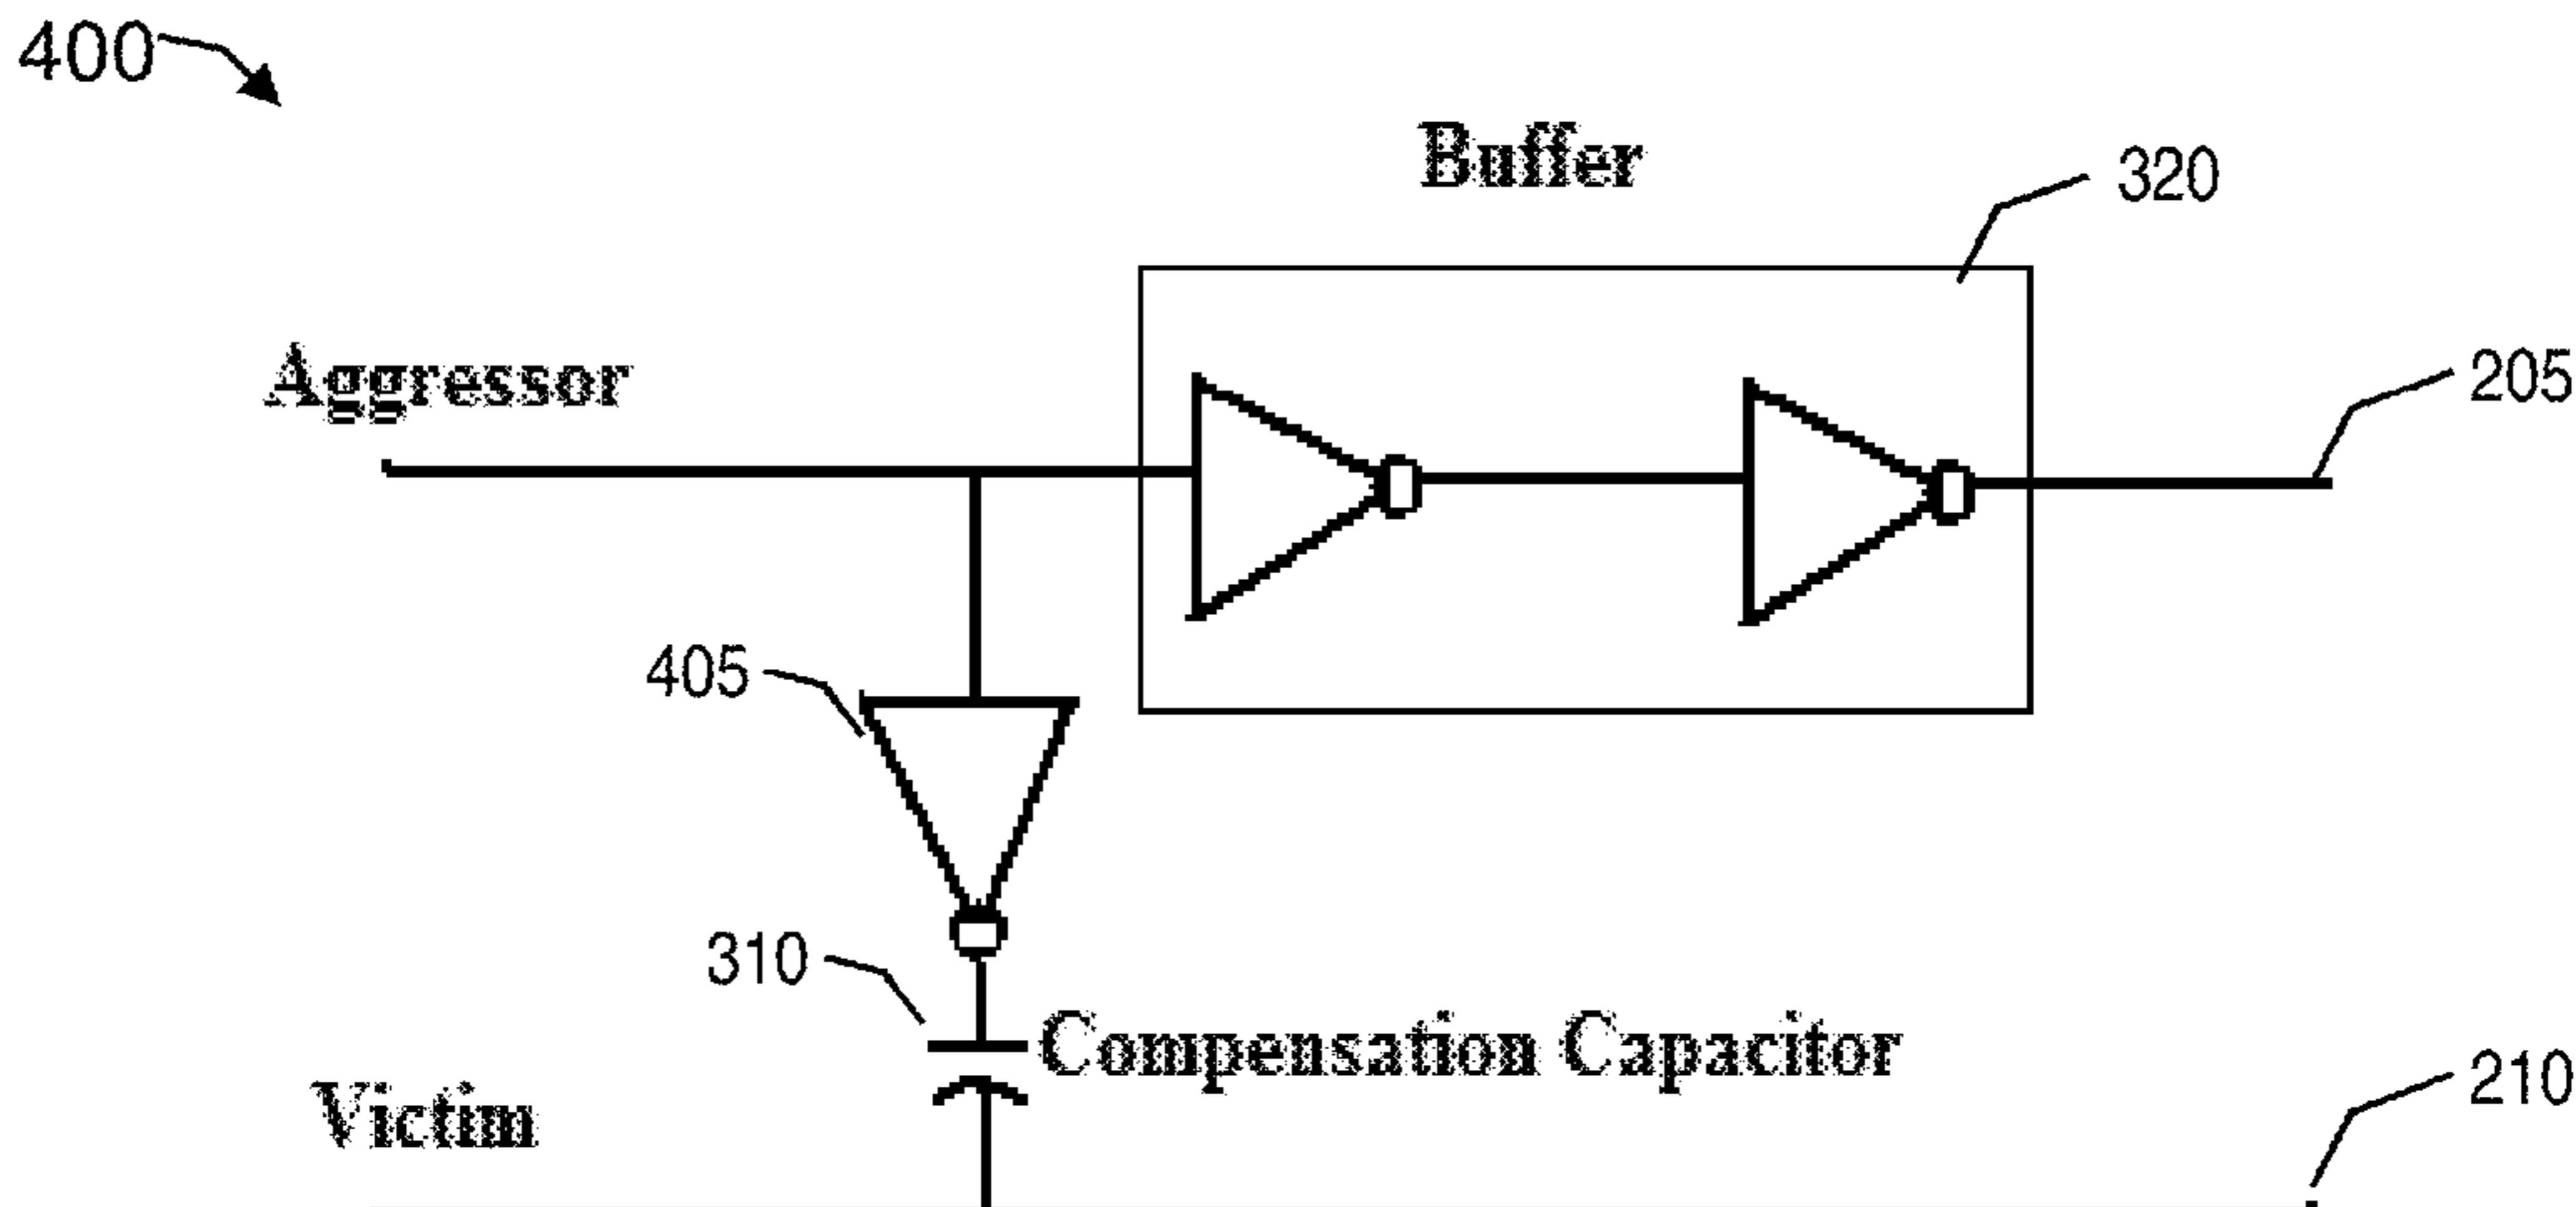 400
Buffer
320
Aggressor
205
405
310
Compensation Capacitor
Victim
210